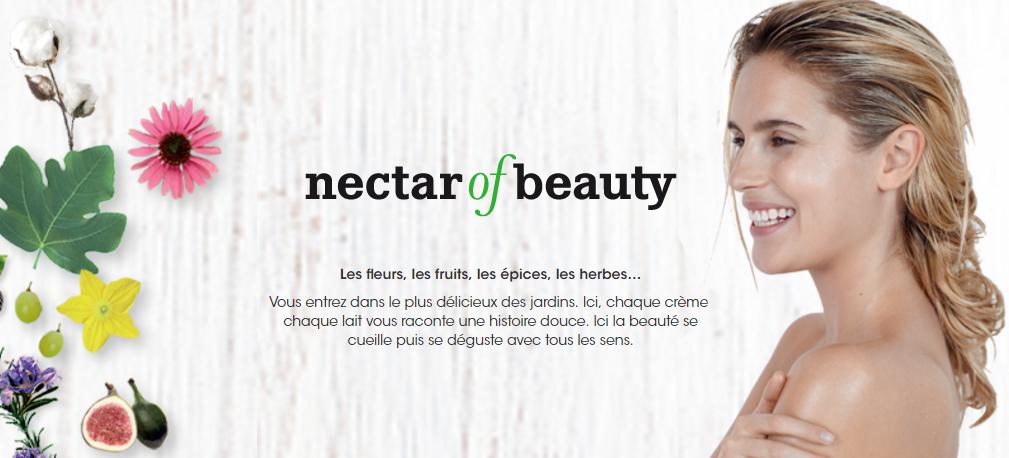 nectar of beauty
Les fleurs, les fruits, les épices, les herbes...
Vous entrez dans le plus délicieux des jardins. Ici, chaque crème
chaque lait vous raconte une histoire douce. Ici la beauté se
cueille puis se déguste avec tous les sens.